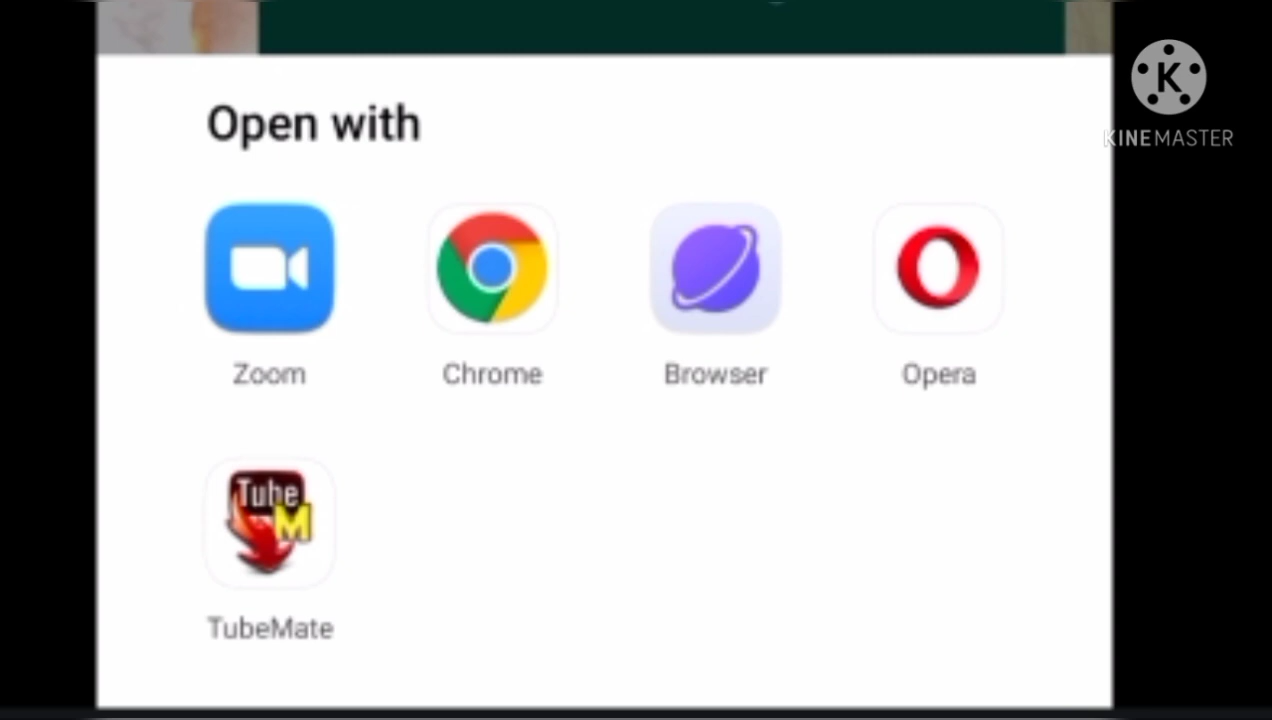 Open with
K
KINEMASTER
Zoom
Chrome
Browser
Opera
Tube
M
TubeMate